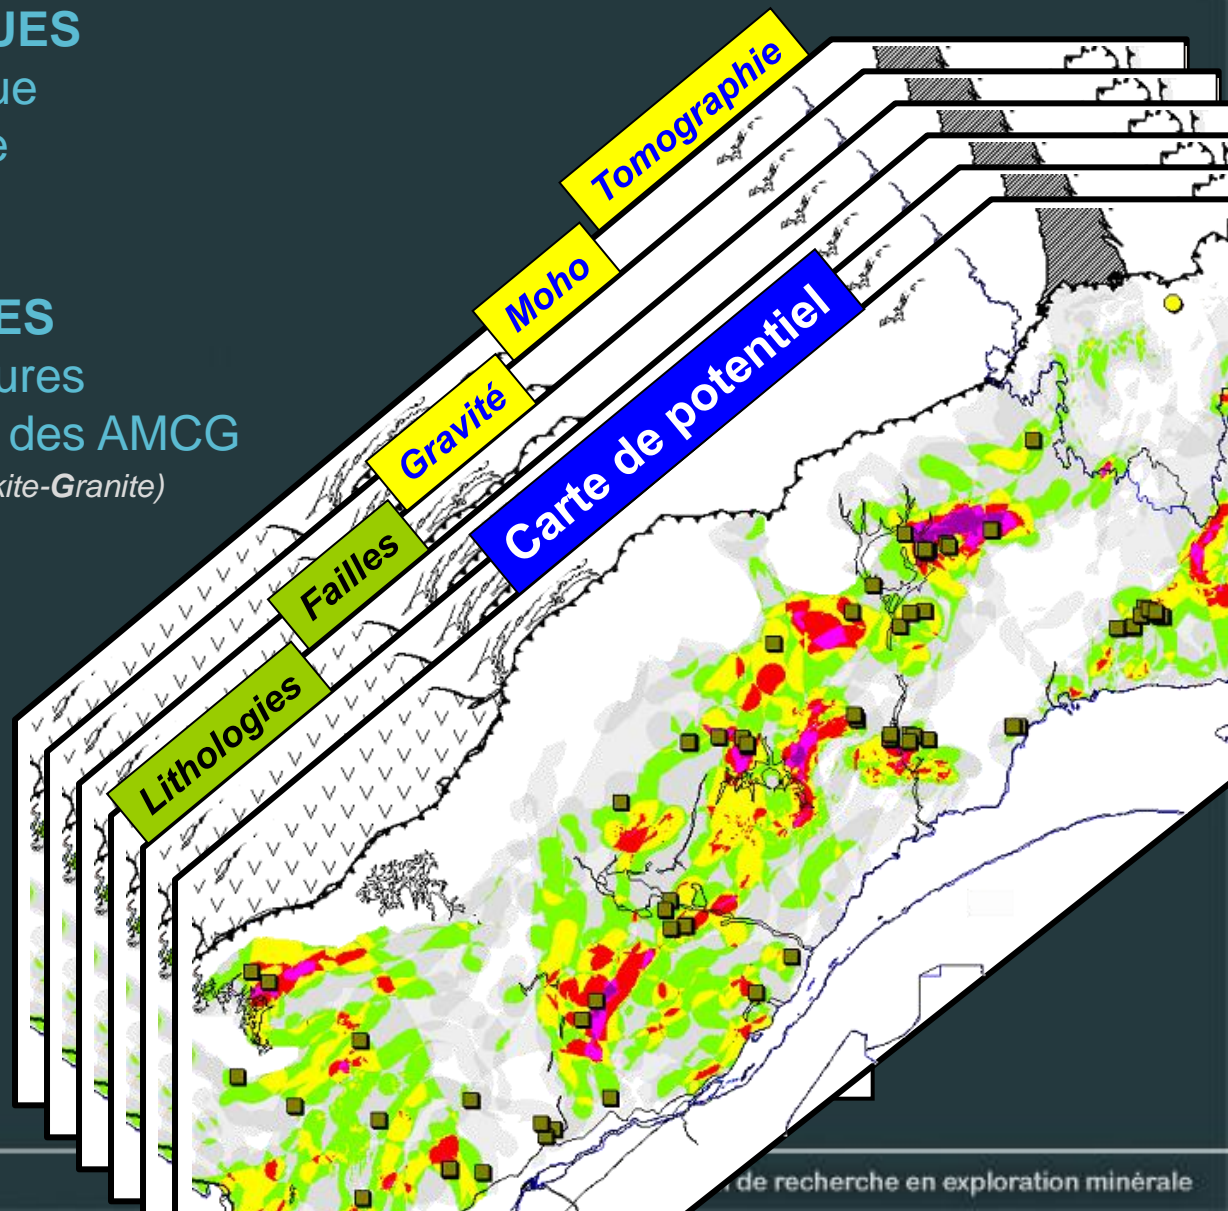 UES
ue
e
ES
ures
des AMCG
kite-Granite)
Tomographie
Moho
Gravité
Failles
Lithologies
Carte de potentiel
de recherche en exploration minérale